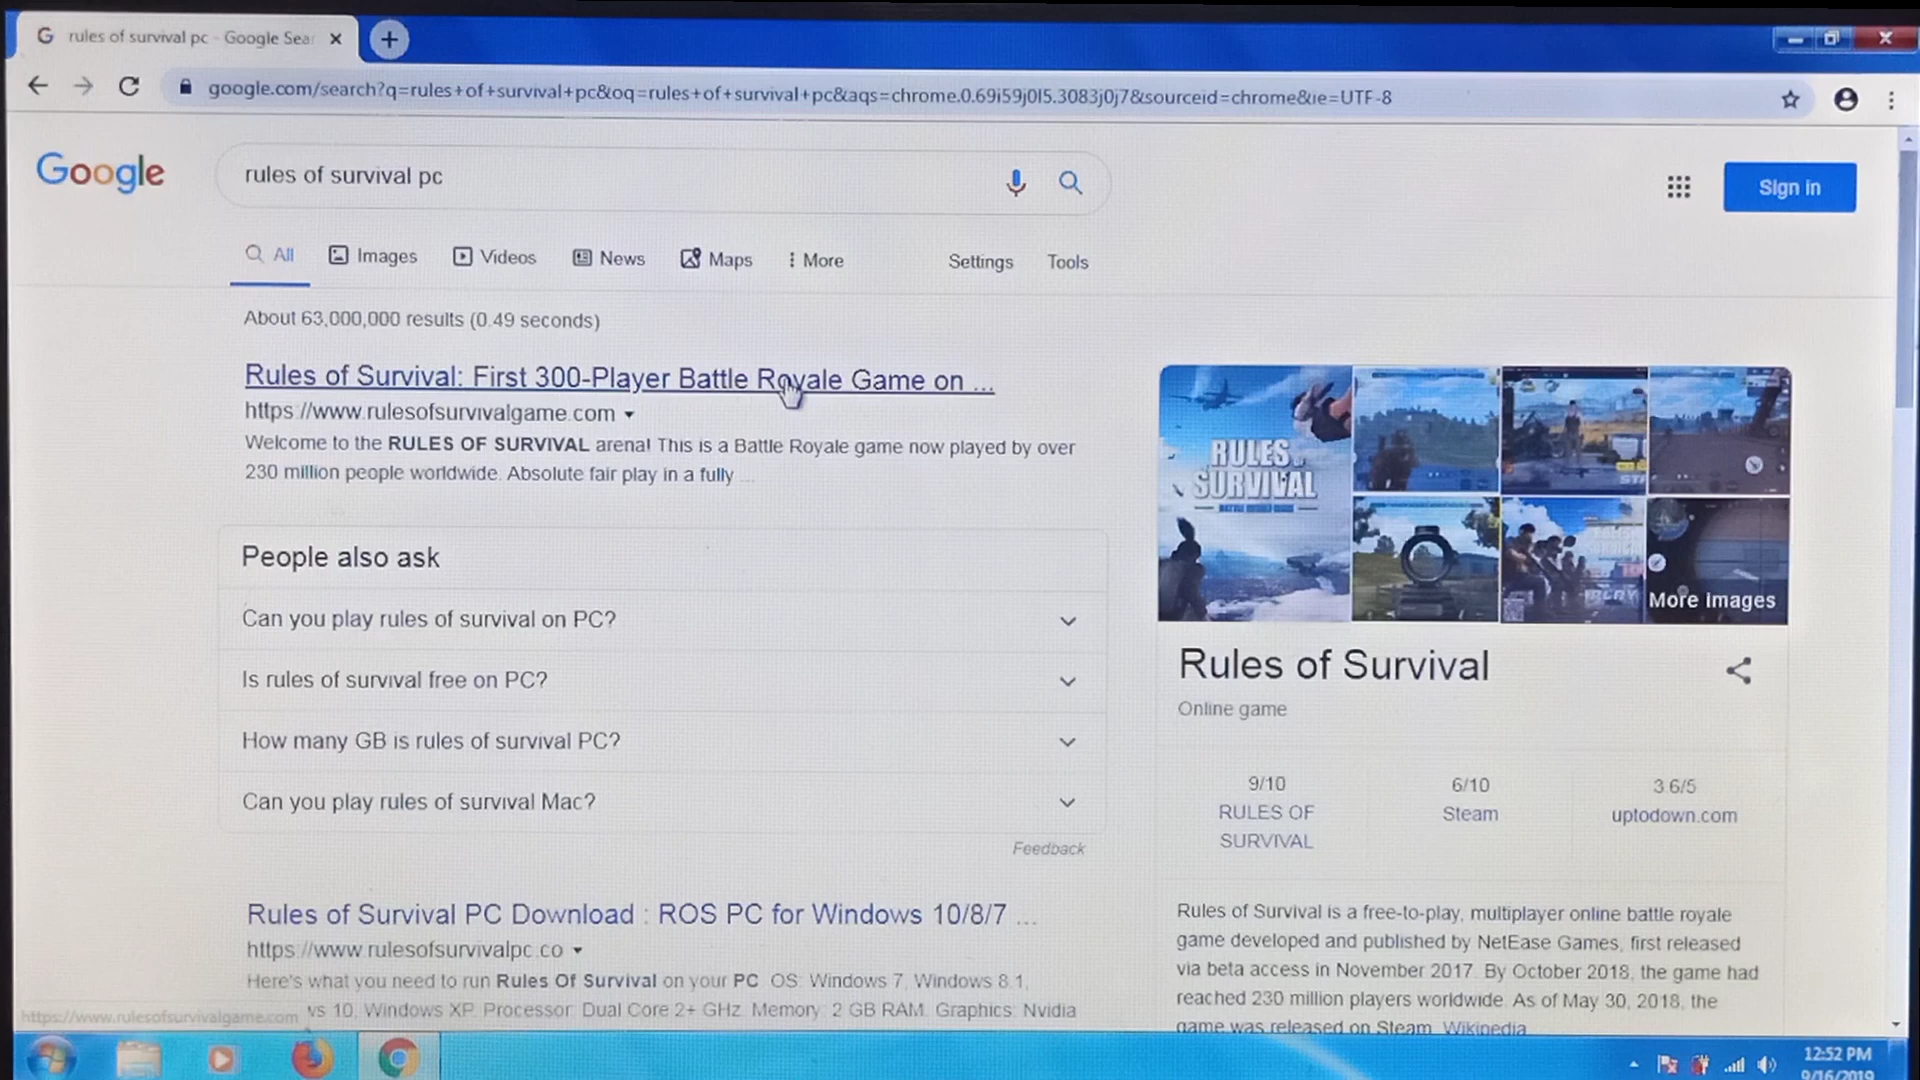 rules of survival pc - Google Sear
google.com/search?q=rules+of+survival+pc&oq=rules+of+survival+pc&aqs=chrome.0.69i59j0l5.3083j0j7&sourceid=chrome&ie=UTF-8
Google
rules of survival pc
Sign in
All Images Videos News Maps More Settings Tools
About 63,000,000 results (0.49 seconds)
Rules of Survival: First 300-Player Battle Royale Game on ...
https://www.rulesofsurvivalgame.com
Welcome to the RULES OF SURVIVAL arena! This is a Battle Royale game now played by over
230 million people worldwide. Absolute fair play in a fully ...
People also ask
Can you play rules of survival on PC?
Is rules of survival free on PC?
How many GB is rules of survival PC?
Can you play rules of survival Mac?
Feedback
Rules of Survival PC Download : ROS PC for Windows 10/8/7 ...
https://www.rulesofsurvivalpc.co
Here's what you need to run Rules Of Survival on your PC. OS: Windows 7, Windows 8.1,
vs 10, Windows XP. Processor: Dual Core 2+ GHz. Memory: 2 GB RAM. Graphics: Nvidia
https://www.rulesofsurvivalgame.com
RULES OF
SURVIVAL
More images
Rules of Survival
Online game
9/10
RULES OF
SURVIVAL
6/10
Steam
3.6/5
uptodown.com
Rules of Survival is a free-to-play, multiplayer online battle royale
game developed and published by NetEase Games, first released
via beta access in November 2017. By October 2018, the game had
reached 230 million players worldwide. As of May 30, 2018, the
game was released on Steam. Wikipedia
12:52 PM
9/16/2019